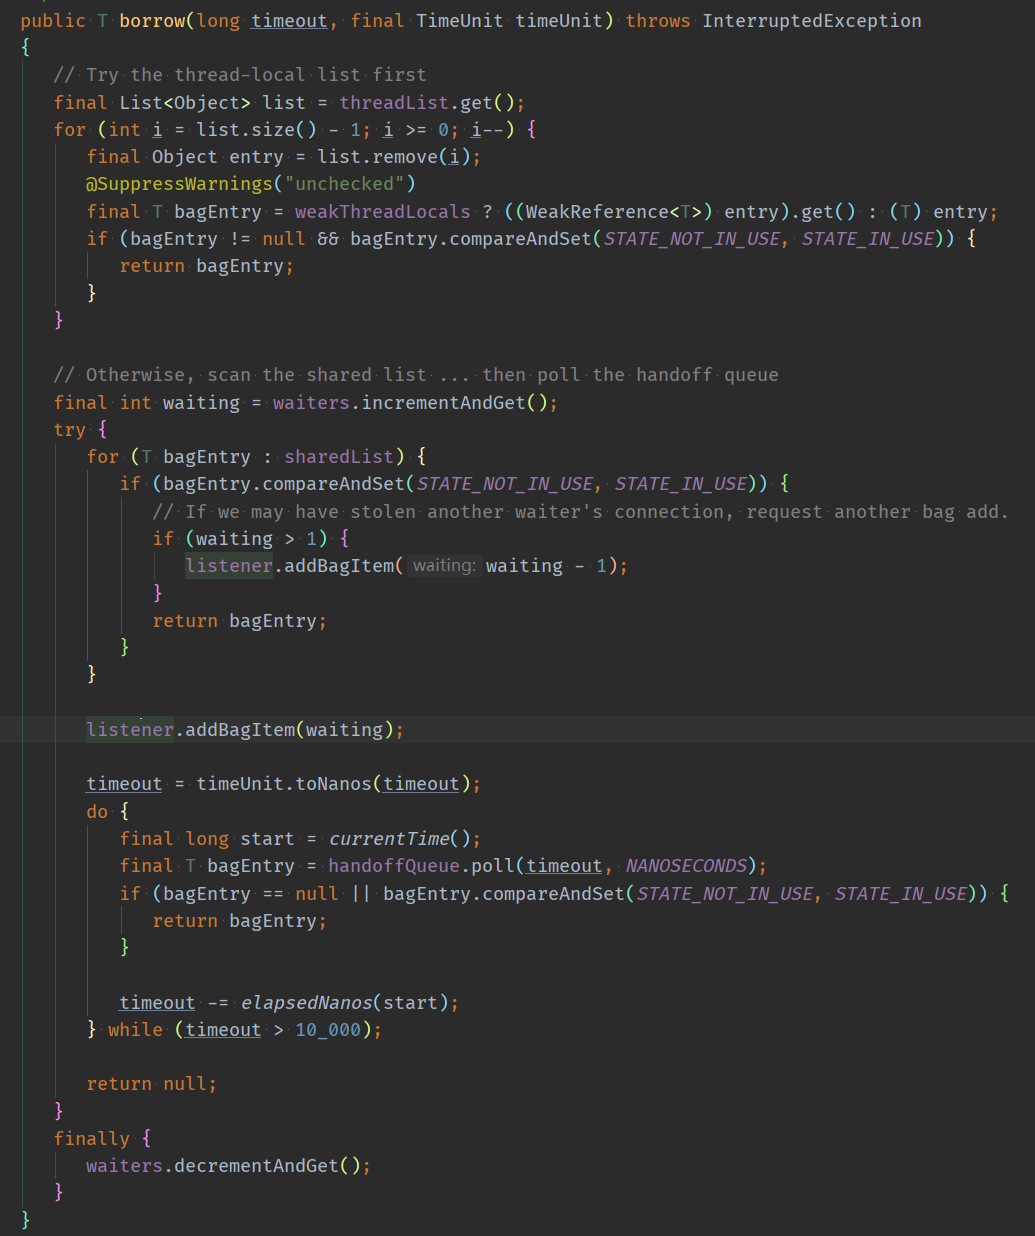 public T borrow(long timeout, final TimeUnit timeUnit) throws InterruptedException
{
   // Try the thread-local list first
   final List<Object> list = threadList.get();
   for (int i = list.size() - 1; i >= 0; i--) {
      final Object entry = list.remove(i);
      @SuppressWarnings("unchecked")
      final T bagEntry = weakThreadLocals ? ((WeakReference<T>) entry).get() : (T) entry;
      if (bagEntry != null && bagEntry.compareAndSet(STATE_NOT_IN_USE, STATE_IN_USE)) {
         return bagEntry;
      }
   }

   // Otherwise, scan the shared list ... then poll the handoff queue
   final int waiting = waiters.incrementAndGet();
   try {
      for (T bagEntry : sharedList) {
         if (bagEntry.compareAndSet(STATE_NOT_IN_USE, STATE_IN_USE)) {
            // If we may have stolen another waiter's connection, request another bag add.
            if (waiting > 1) {
               listener.addBagItem( waiting: waiting - 1);
            }
            return bagEntry;
         }
      }

      listener.addBagItem(waiting);

      timeout = timeUnit.toNanos(timeout);
      do {
         final long start = currentTime();
         final T bagEntry = handoffQueue.poll(timeout, NANOSECONDS);
         if (bagEntry == null || bagEntry.compareAndSet(STATE_NOT_IN_USE, STATE_IN_USE)) {
            return bagEntry;
         }

         timeout -= elapsedNanos(start);
      } while (timeout > 10_000);

      return null;
   }
   finally {
      waiters.decrementAndGet();
   }
}